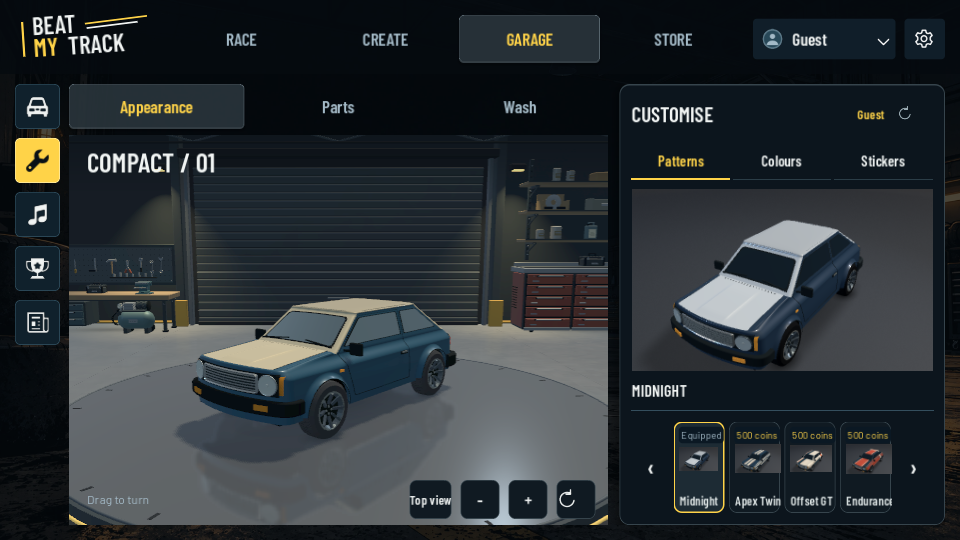 BEAT
MY TRACK
RACE
CREATE
GARAGE
STORE
Guest
Appearance
Parts
Wash
COMPACT / 01
Drag to turn
Top view
-
+
CUSTOMISE
Guest
Patterns
Colours
Stickers
MIDNIGHT
Equipped
500 coins
500 coins
500 coins
Midnight
Apex Twin
Offset GT
Endurance